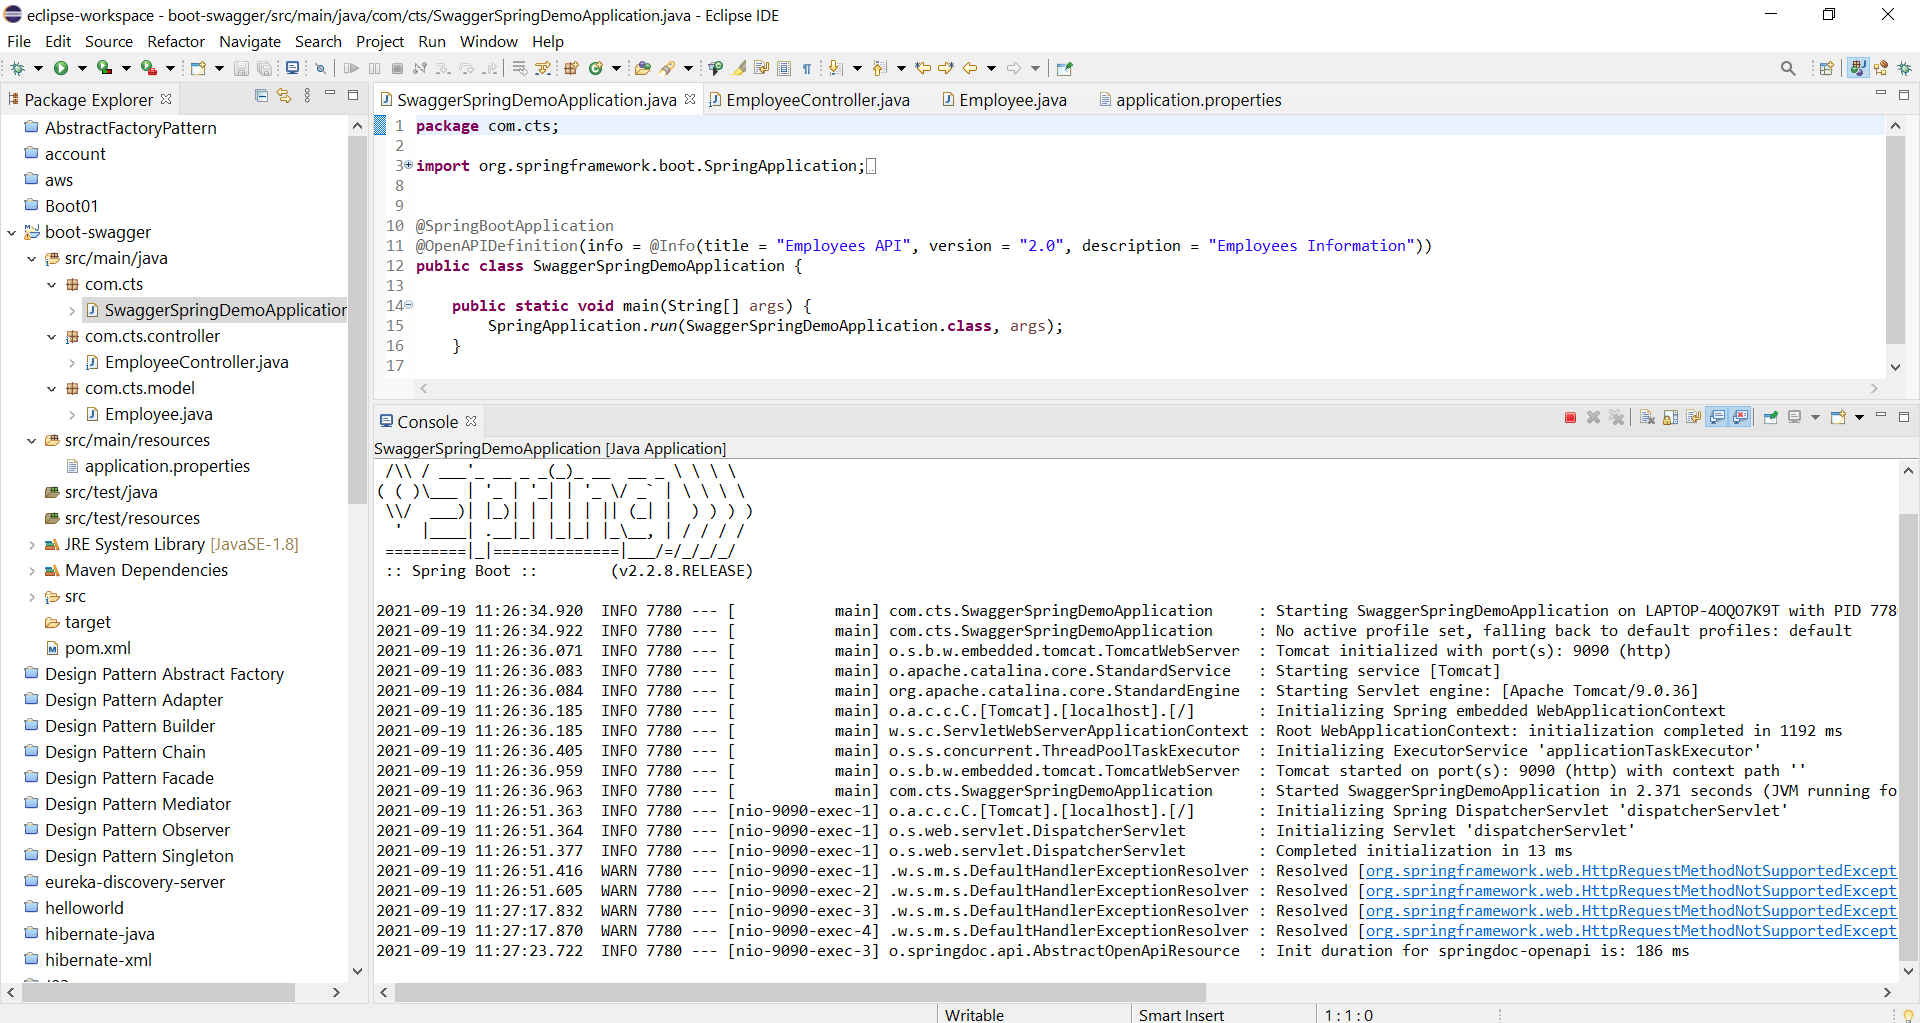 eclipse-workspace - boot-swagger/src/main/java/com/cts/SwaggerSpringDemoApplication.java - Eclipse IDE
File Edit Source Refactor Navigate Search Project Run Window Help
Package Explorer
AbstractFactoryPattern
account
aws
Boot01
boot-swagger
src/main/java
com.cts
SwaggerSpringDemoApplication
com.cts.controller
EmployeeController.java
com.cts.model
Employee.java
src/main/resources
application.properties
src/test/java
src/test/resources
JRE System Library [JavaSE-1.8]
Maven Dependencies
src
target
pom.xml
Design Pattern Abstract Factory
Design Pattern Adapter
Design Pattern Builder
Design Pattern Chain
Design Pattern Facade
Design Pattern Mediator
Design Pattern Observer
Design Pattern Singleton
eureka-discovery-server
helloworld
hibernate-java
hibernate-xml
SwaggerSpringDemoApplication.java EmployeeController.java Employee.java application.properties
1 package com.cts;
2
3 import org.springframework.boot.SpringApplication;
8
9
10 @SpringBootApplication
11 @OpenAPIDefinition(info = @Info(title = "Employees API", version = "2.0", description = "Employees Information"))
12 public class SwaggerSpringDemoApplication {
13
14 public static void main(String[] args) {
15 SpringApplication.run(SwaggerSpringDemoApplication.class, args);
16 }
17
Console
SwaggerSpringDemoApplication [Java Application]
 /\\ / ___'_ __ _ _(_)_ __  __ _ \ \ \ \
( ( )\___ | '_ | '_| | '_ \/ _` | \ \ \ \
 \\/  ___)| |_)| | | | | || (_| |  ) ) ) )
  '  |____| .__|_| |_|_| |_\__, | / / / /
 =========|_|==============|___/=/_/_/_/
:: Spring Boot :: (v2.2.8.RELEASE)
2021-09-19 11:26:34.920 INFO 7780 --- [ main] com.cts.SwaggerSpringDemoApplication : Starting SwaggerSpringDemoApplication on LAPTOP-4OQO7K9T with PID 778
2021-09-19 11:26:34.922 INFO 7780 --- [ main] com.cts.SwaggerSpringDemoApplication : No active profile set, falling back to default profiles: default
2021-09-19 11:26:36.071 INFO 7780 --- [ main] o.s.b.w.embedded.tomcat.TomcatWebServer : Tomcat initialized with port(s): 9090 (http)
2021-09-19 11:26:36.083 INFO 7780 --- [ main] o.apache.catalina.core.StandardService : Starting service [Tomcat]
2021-09-19 11:26:36.084 INFO 7780 --- [ main] org.apache.catalina.core.StandardEngine : Starting Servlet engine: [Apache Tomcat/9.0.36]
2021-09-19 11:26:36.185 INFO 7780 --- [ main] o.a.c.c.C.[Tomcat].[localhost].[/] : Initializing Spring embedded WebApplicationContext
2021-09-19 11:26:36.185 INFO 7780 --- [ main] w.s.c.ServletWebServerApplicationContext : Root WebApplicationContext: initialization completed in 1192 ms
2021-09-19 11:26:36.405 INFO 7780 --- [ main] o.s.s.concurrent.ThreadPoolTaskExecutor : Initializing ExecutorService 'applicationTaskExecutor'
2021-09-19 11:26:36.959 INFO 7780 --- [ main] o.s.b.w.embedded.tomcat.TomcatWebServer : Tomcat started on port(s): 9090 (http) with context path ''
2021-09-19 11:26:36.963 INFO 7780 --- [ main] com.cts.SwaggerSpringDemoApplication : Started SwaggerSpringDemoApplication in 2.371 seconds (JVM running fo
2021-09-19 11:26:51.363 INFO 7780 --- [nio-9090-exec-1] o.a.c.c.C.[Tomcat].[localhost].[/] : Initializing Spring DispatcherServlet 'dispatcherServlet'
2021-09-19 11:26:51.364 INFO 7780 --- [nio-9090-exec-1] o.s.web.servlet.DispatcherServlet : Initializing Servlet 'dispatcherServlet'
2021-09-19 11:26:51.377 INFO 7780 --- [nio-9090-exec-1] o.s.web.servlet.DispatcherServlet : Completed initialization in 13 ms
2021-09-19 11:26:51.416 WARN 7780 --- [nio-9090-exec-1] .w.s.m.s.DefaultHandlerExceptionResolver : Resolved [org.springframework.web.HttpRequestMethodNotSupportedExcept
2021-09-19 11:26:51.605 WARN 7780 --- [nio-9090-exec-2] .w.s.m.s.DefaultHandlerExceptionResolver : Resolved [org.springframework.web.HttpRequestMethodNotSupportedExcept
2021-09-19 11:27:17.832 WARN 7780 --- [nio-9090-exec-3] .w.s.m.s.DefaultHandlerExceptionResolver : Resolved [org.springframework.web.HttpRequestMethodNotSupportedExcept
2021-09-19 11:27:17.870 WARN 7780 --- [nio-9090-exec-4] .w.s.m.s.DefaultHandlerExceptionResolver : Resolved [org.springframework.web.HttpRequestMethodNotSupportedExcept
2021-09-19 11:27:23.722 INFO 7780 --- [nio-9090-exec-3] o.springdoc.api.AbstractOpenApiResource : Init duration for springdoc-openapi is: 186 ms
Writable Smart Insert 1 : 1 : 0